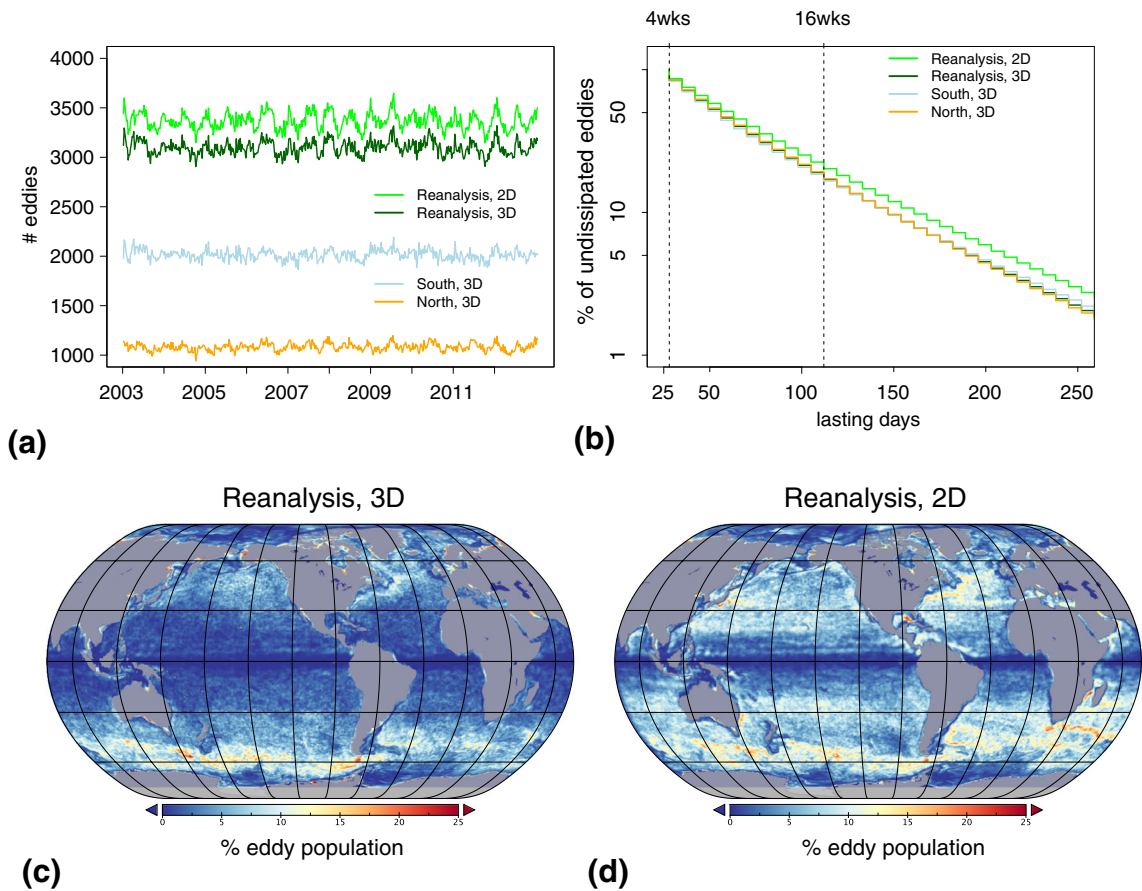 4wks 16wks
4000
3500
3000
2500
2000
1500
1000
# eddies
Reanalysis, 2D
Reanalysis, 3D
South, 3D
North, 3D
2003 2005 2007 2009 2011
(a)
50
10
5
1
% of undissipated eddies
Reanalysis, 2D
Reanalysis, 3D
South, 3D
North, 3D
25 50 100 150 200 250
lasting days
(b)
Reanalysis, 3D
0 5 10 15 20 25
% eddy population
(c)
Reanalysis, 2D
0 5 10 15 20 25
% eddy population
(d)